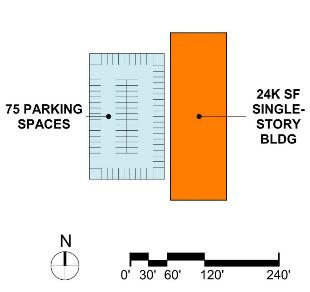 75 PARKING
SPACES
24K SF
SINGLE-
STORY
BLDG
N
0' 30' 60' 120' 240'